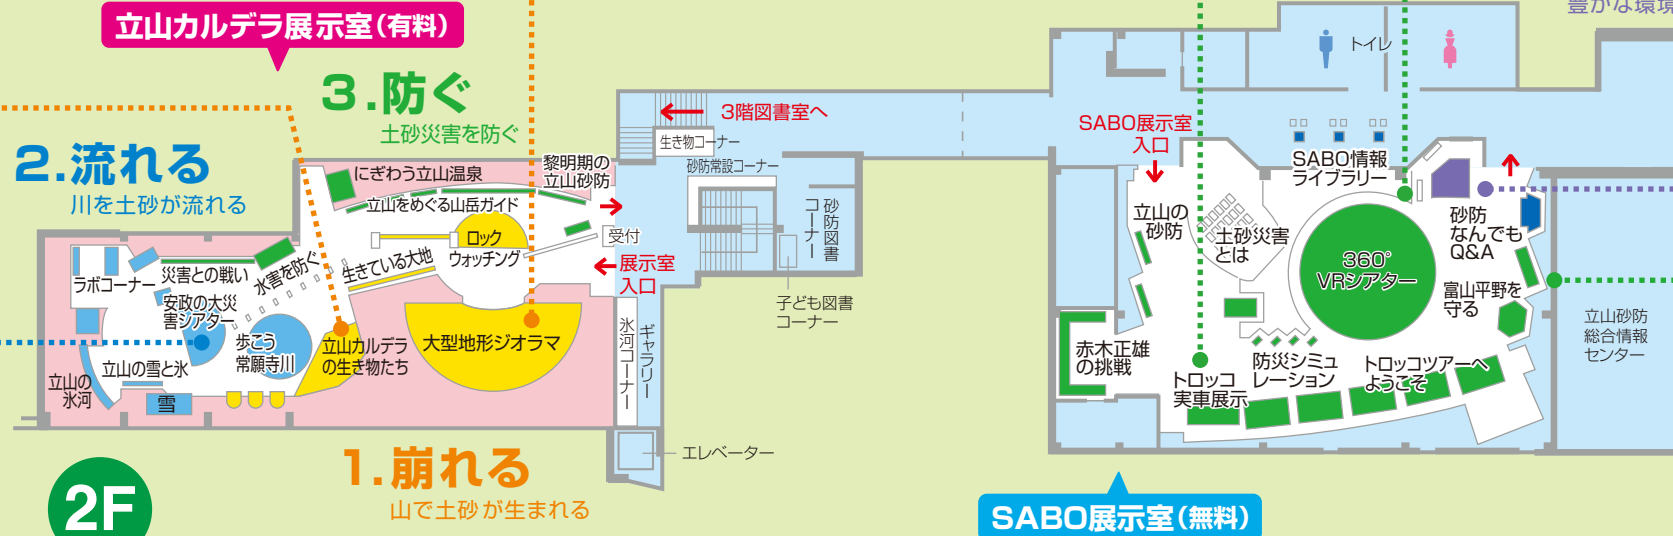 立山カルデラ展示室(有料)
3.防ぐ
土砂災害を防ぐ
2.流れる
川を土砂が流れる
1.崩れる
山で土砂が生まれる
2F
にぎわう立山温泉
立山をめぐる山岳ガイド
黎明期の
立山砂防
ロック
ウォッチング
生きている大地
水害を防ぐ
災害との戦い
ラボコーナー
安政の大災
害シアター
歩こう
常願寺川
立山の雪と氷
立山の
氷河
雪
立山カルデラ
の生き物たち
大型地形ジオラマ
受付
展示室
入口
3階図書室へ
生き物コーナー
砂防常設コーナー
砂防図書
コーナー
子ども図書
コーナー
氷河コーナー
ギャラリー
エレベーター
トイレ
SABO展示室
入口
SABO情報
ライブラリー
立山の
砂防
土砂災害
とは
360°
VRシアター
砂防
なんでも
Q&A
富山平野を
守る
赤木正雄
の挑戦
トロッコ
実車展示
防災シミュ
レーション
トロッコツアーへ
ようこそ
立山砂防
総合情報
センター
SABO展示室(無料)
豊かな環境